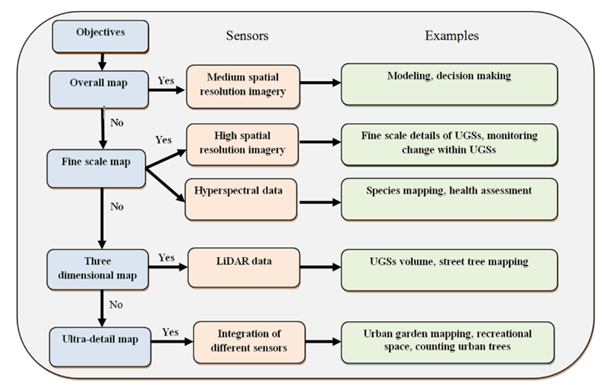 Objectives
Sensors
Examples
Overall map
Yes
Medium spatial
resolution imagery
Modeling, decision making
No
Yes
High spatial
resolution imagery
Fine scale details of UGSs, monitoring
change within UGSs
Fine scale map
Hyperspectral data
Species mapping, health assessment
No
Three
dimensional map
Yes
LiDAR data
UGSs volume, street tree mapping
No
Ultra-detail map
Yes
Integration of
different sensors
Urban garden mapping, recreational
space, counting urban trees